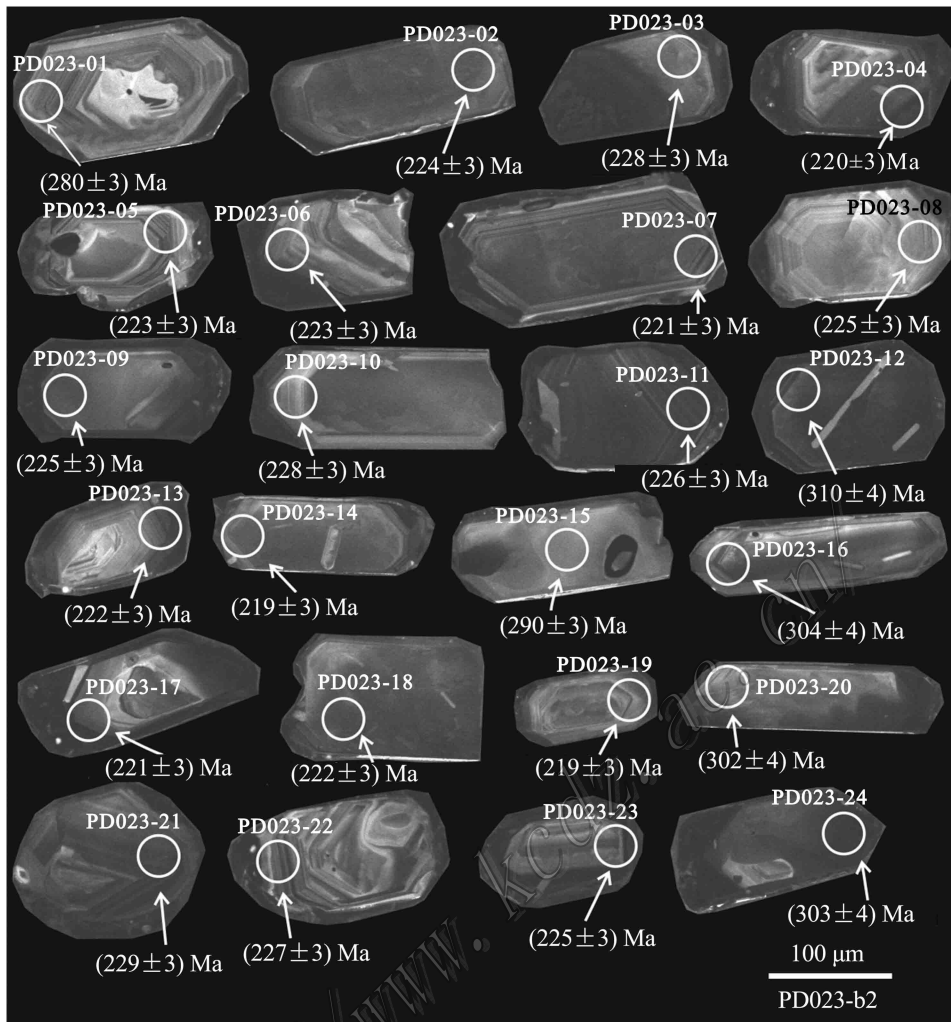 PD023-01
(280±3) Ma
PD023-02
(224±3) Ma
PD023-03
(228±3) Ma
PD023-04
(220±3)Ma
PD023-05
(223±3) Ma
PD023-06
(223±3) Ma
PD023-07
(221±3) Ma
PD023-08
(225±3) Ma
PD023-09
(225±3) Ma
PD023-10
(228±3) Ma
PD023-11
(226±3) Ma
PD023-12
(310±4) Ma
PD023-13
(222±3) Ma
PD023-14
(219±3) Ma
PD023-15
(290±3) Ma
PD023-16
(304±4) Ma
PD023-17
(221±3) Ma
PD023-18
(222±3) Ma
PD023-19
(219±3) Ma
PD023-20
(302±4) Ma
PD023-21
(229±3) Ma
PD023-22
(227±3) Ma
PD023-23
(225±3) Ma
PD023-24
(303±4) Ma
100 μm
PD023-b2